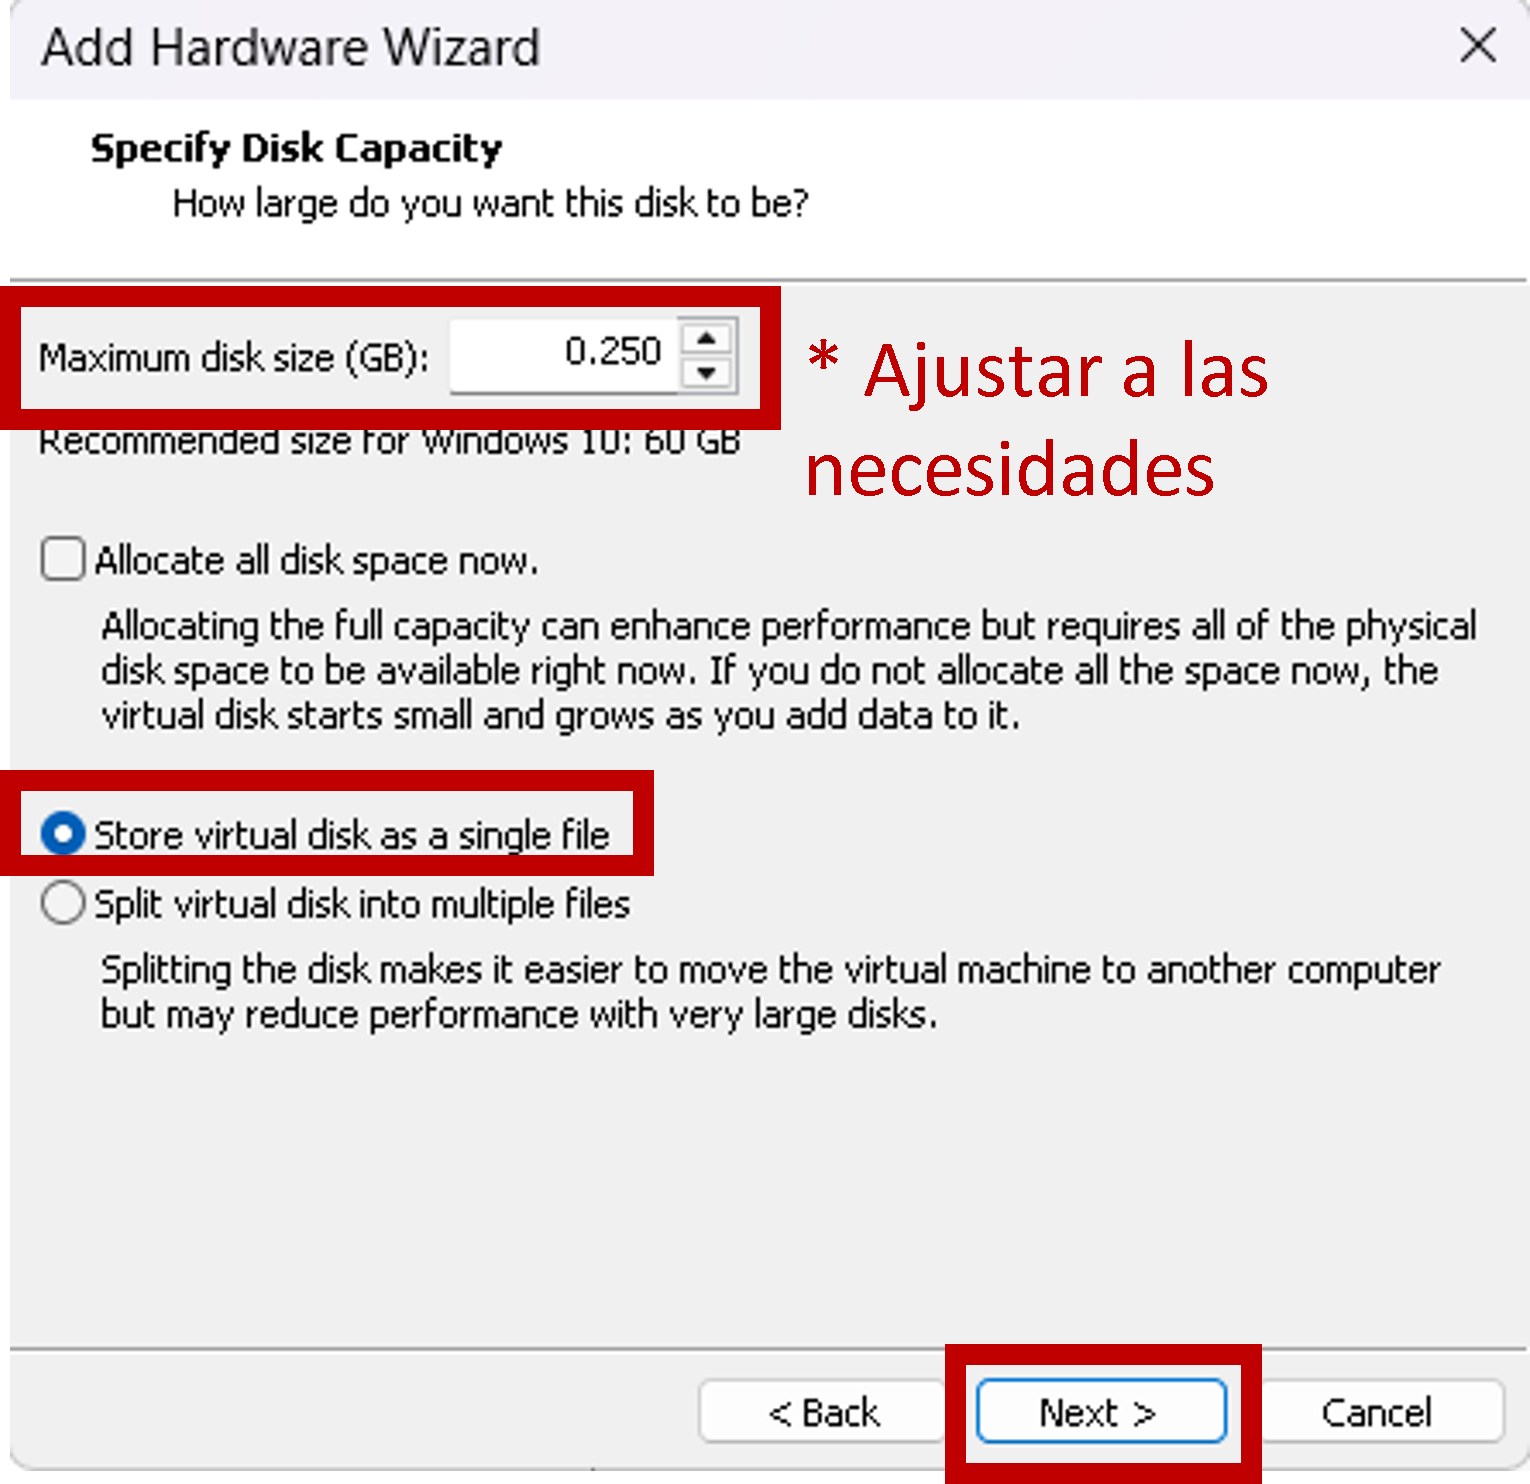 Add Hardware Wizard
Specify Disk Capacity
How large do you want this disk to be?
Maximum disk size (GB): 0.250
* Ajustar a las
necesidades
Recommended size for Windows 10: 60 GB
Allocate all disk space now.
Allocating the full capacity can enhance performance but requires all of the physical
disk space to be available right now. If you do not allocate all the space now, the
virtual disk starts small and grows as you add data to it.
Store virtual disk as a single file
Split virtual disk into multiple files
Splitting the disk makes it easier to move the virtual machine to another computer
but may reduce performance with very large disks.
< Back Next > Cancel